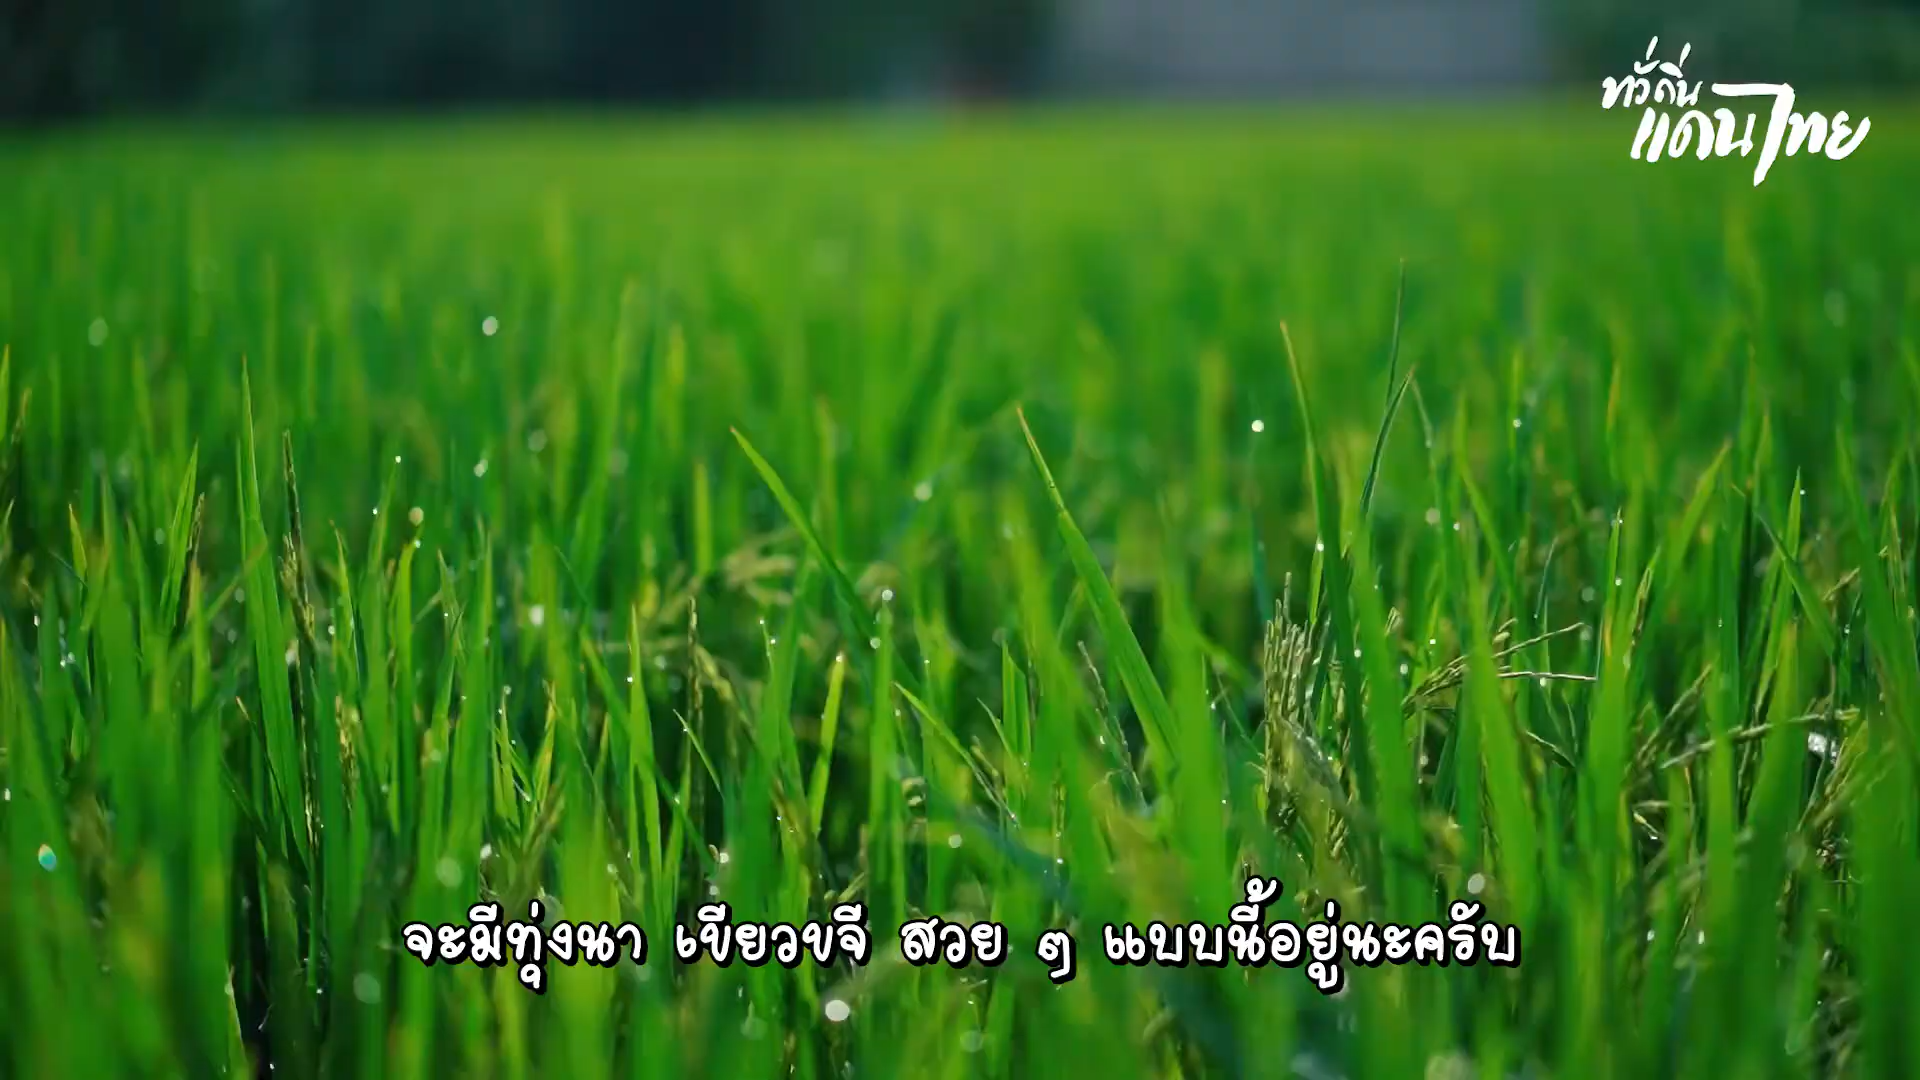 ทั่วถิ่น
แดนไทย
จะมีทุ่งนา เขียวขจี สวย ๆ แบบนี้อยู่นะครับ